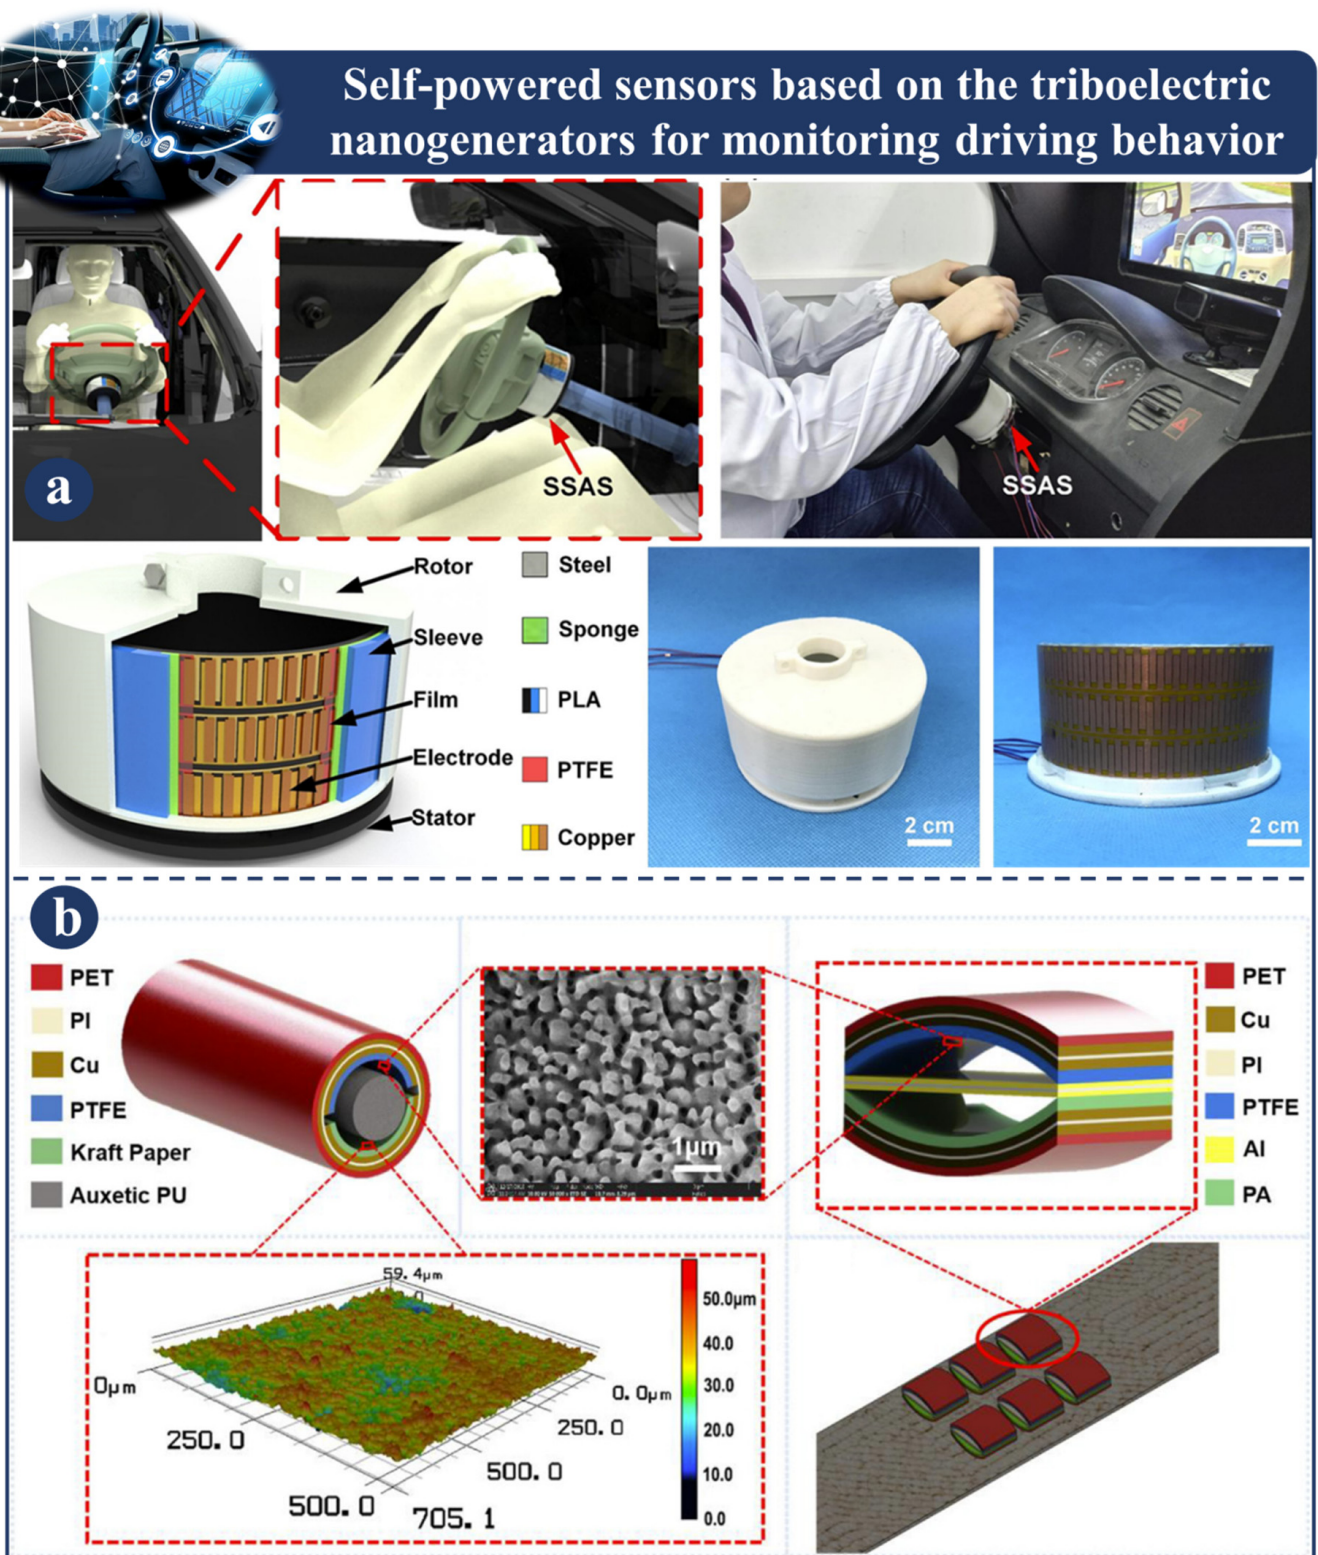 Self-powered sensors based on the triboelectric
nanogenerators for monitoring driving behavior
a
SSAS
SSAS
Rotor
Sleeve
Film
Electrode
Stator
Steel
Sponge
PLA
PTFE
Copper
2 cm
2 cm
b
PET
PI
Cu
PTFE
Kraft Paper
Auxetic PU
1μm
PET
Cu
PI
PTFE
Al
PA
59.4μm
0μm
250.0
500.0
705.1
500.0
250.0
0.0μm
50.0μm
40.0
30.0
20.0
10.0
0.0